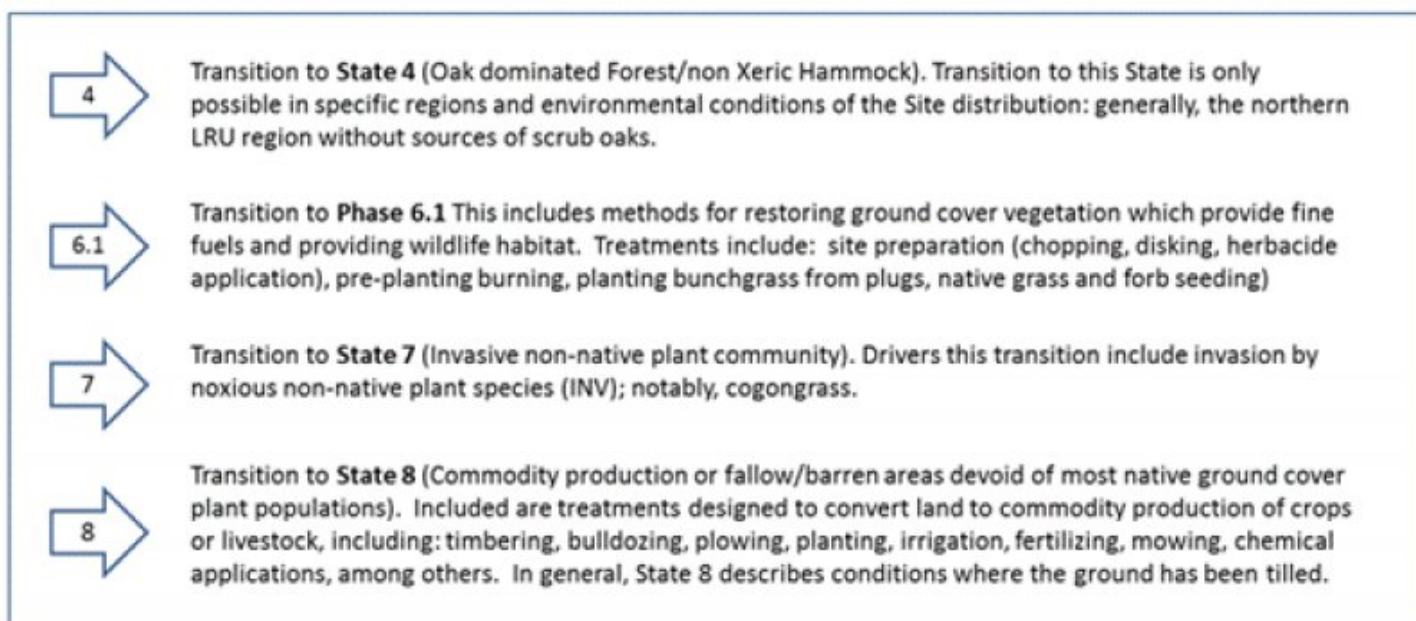 4
Transition to State 4 (Oak dominated Forest/non Xeric Hammock). Transition to this State is only
possible in specific regions and environmental conditions of the Site distribution: generally, the northern
LRU region without sources of scrub oaks.
6.1
Transition to Phase 6.1 This includes methods for restoring ground cover vegetation which provide fine
fuels and providing wildlife habitat. Treatments include: site preparation (chopping, disking, herbacide
application), pre-planting burning, planting bunchgrass from plugs, native grass and forb seeding)
7
Transition to State 7 (Invasive non-native plant community). Drivers this transition include invasion by
noxious non-native plant species (INV); notably, cogongrass.
8
Transition to State 8 (Commodity production or fallow/barren areas devoid of most native ground cover
plant populations). Included are treatments designed to convert land to commodity production of crops
or livestock, including: timbering, bulldozing, plowing, planting, irrigation, fertilizing, mowing, chemical
applications, among others. In general, State 8 describes conditions where the ground has been tilled.